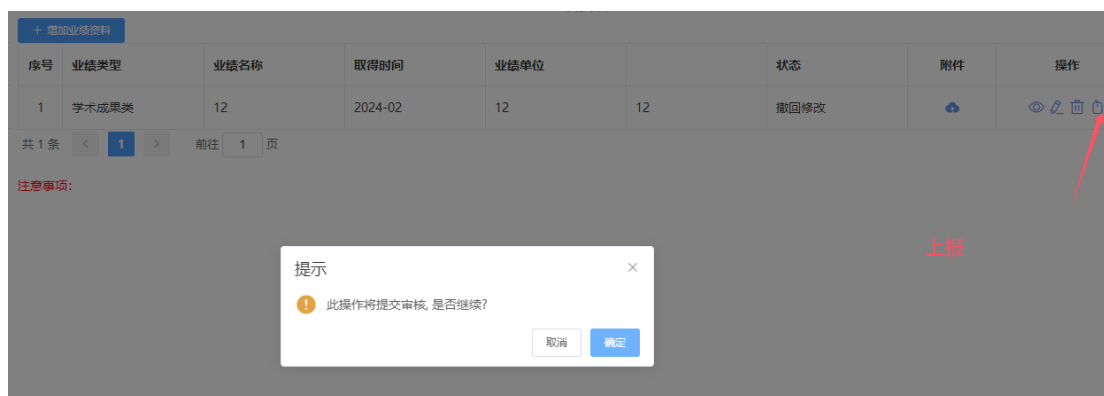 + 增加业绩资料
序号 业绩类型 业绩名称 取得时间 业绩单位 状态 附件 操作
1 学术成果类 12 2024-02 12 12 撤回修改
共 1 条 < 1 > 前往 1 页
注意事项:
上报
提示
此操作将提交审核, 是否继续?
取消 确定